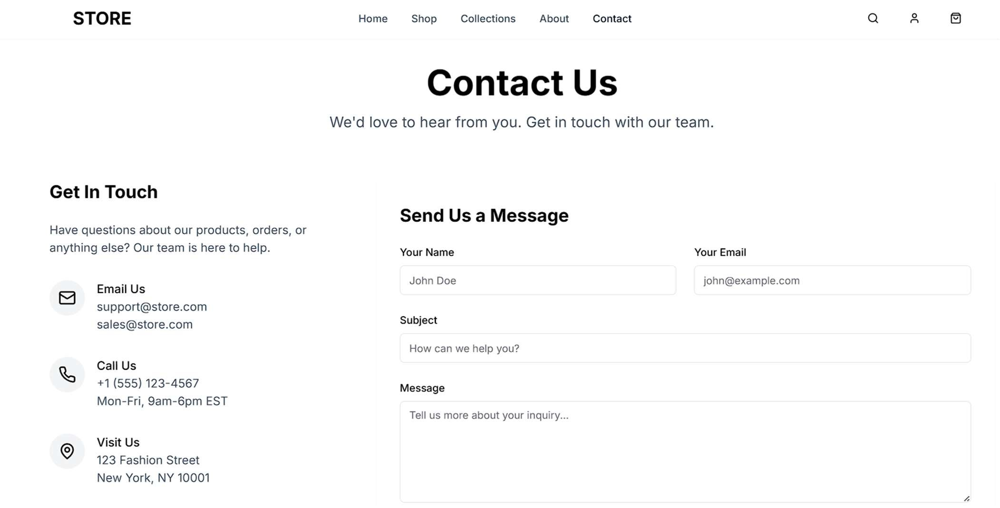 STORE
Home Shop Collections About Contact
Contact Us
We'd love to hear from you. Get in touch with our team.
Get In Touch
Have questions about our products, orders, or
anything else? Our team is here to help.
Email Us
support@store.com
sales@store.com
Call Us
+1 (555) 123-4567
Mon-Fri, 9am-6pm EST
Visit Us
123 Fashion Street
New York, NY 10001
Send Us a Message
Your Name
John Doe
Your Email
john@example.com
Subject
How can we help you?
Message
Tell us more about your inquiry...